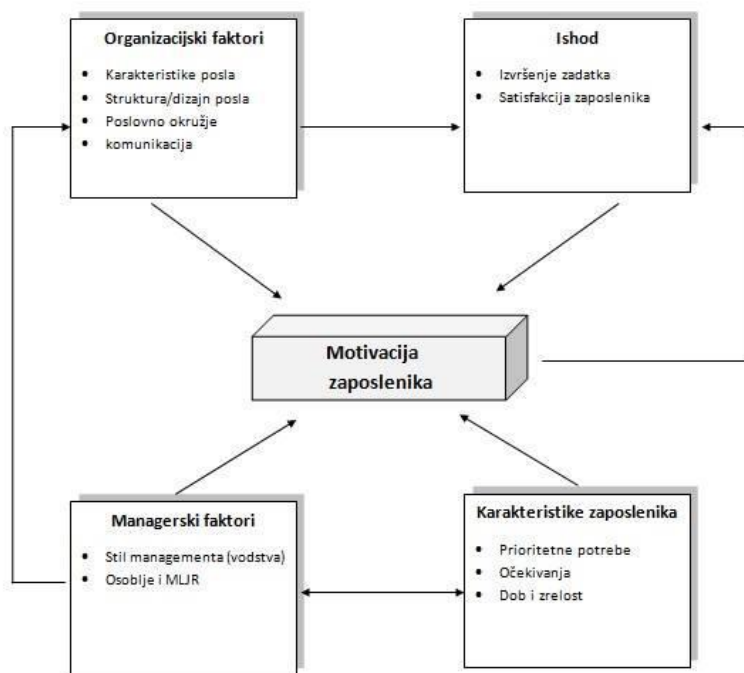 Organizacijski faktori
Karakteristike posla
Struktura/dizajn posla
Poslovno okružje
komunikacija
Ishod
Izvršenje zadatka
Satisfakcija zaposlenika
Motivacija
zaposlenika
Managerski faktori
Stil managementa (vodstva)
Osoblje i MLJR
Karakteristike zaposlenika
Prioritetne potrebe
Očekivanja
Dob i zrelost